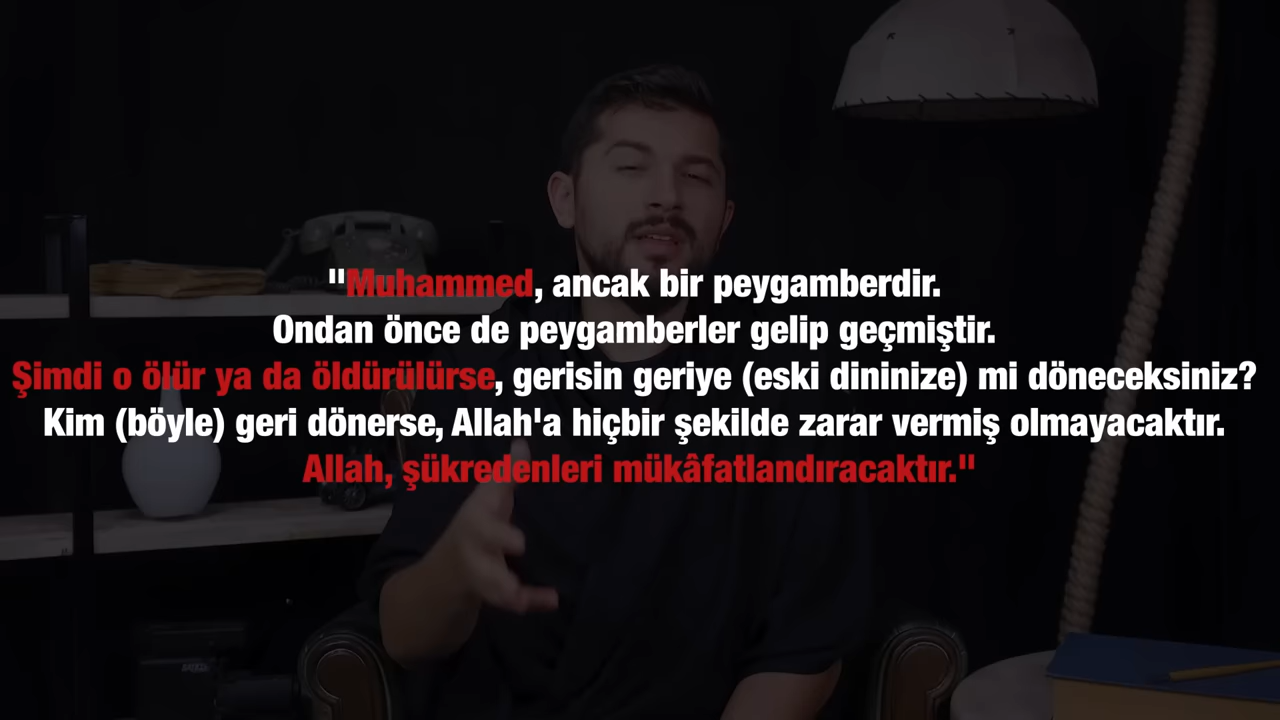 "Muhammed, ancak bir peygamberdir.
Ondan önce de peygamberler gelip geçmiştir.
Şimdi o ölür ya da öldürülürse, gerisin geriye (eski dininize) mi döneceksiniz?
Kim (böyle) geri dönerse, Allah'a hiçbir şekilde zarar vermiş olmayacaktır.
Allah, şükredenleri mükâfatlandıracaktır."